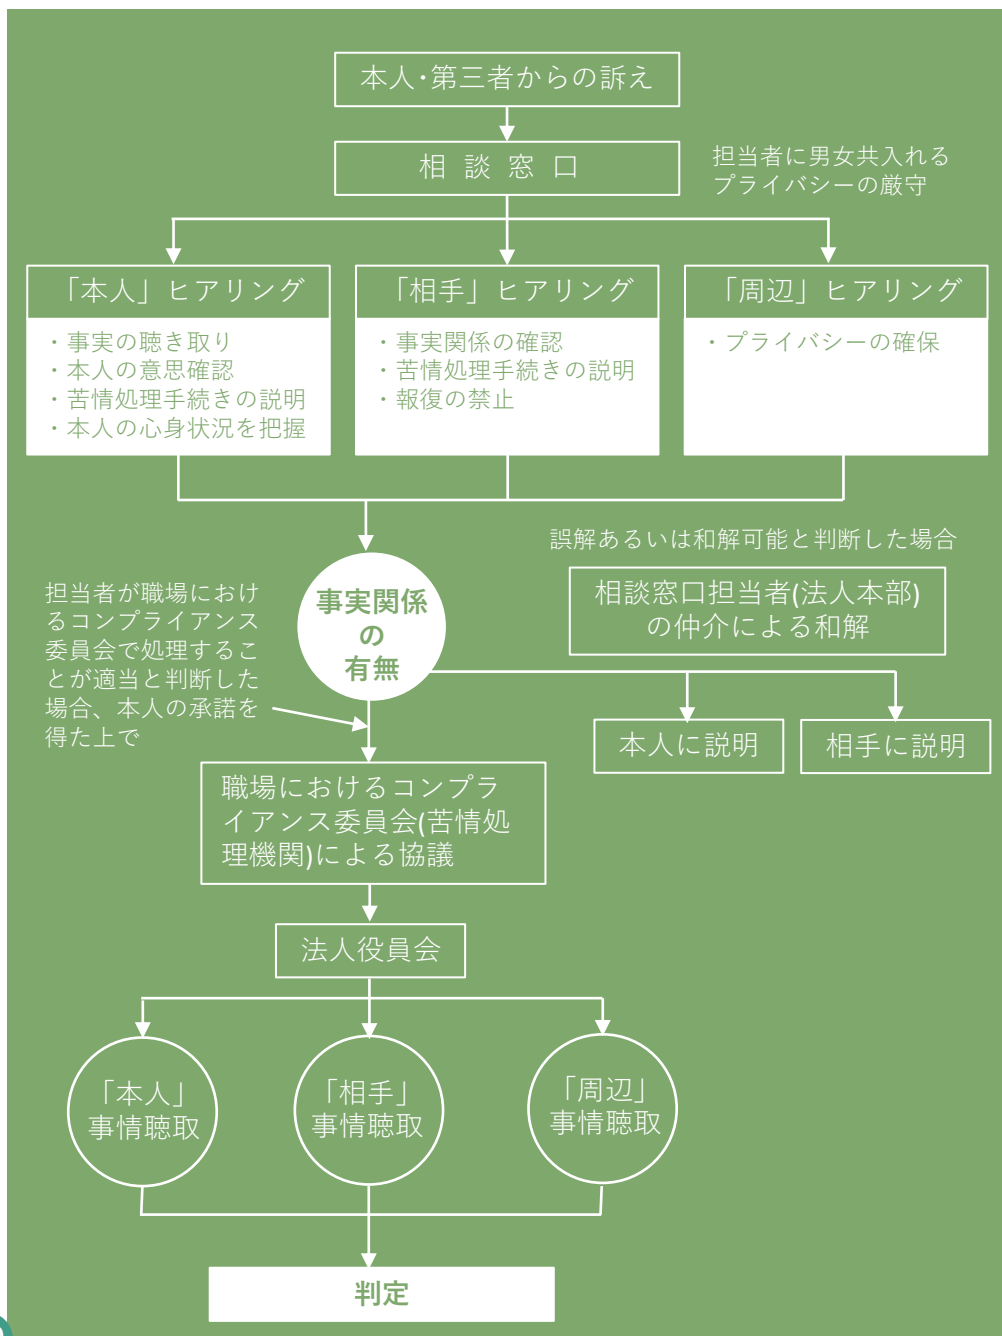 本人・第三者からの訴え
相 談 窓 口
担当者に男女共入れる
プライバシーの厳守
「本人」ヒアリング
・事実の聴き取り
・本人の意思確認
・苦情処理手続きの説明
・本人の心身状況を把握
「相手」ヒアリング
・事実関係の確認
・苦情処理手続きの説明
・報復の禁止
「周辺」ヒアリング
・プライバシーの確保
事実関係
の
有無
誤解あるいは和解可能と判断した場合
相談窓口担当者(法人本部)
の仲介による和解
担当者が職場におけ
るコンプライアンス
委員会で処理するこ
とが適当と判断した
場合、本人の承諾を
得た上で
本人に説明
相手に説明
職場におけるコンプラ
イアンス委員会(苦情処
理機関)による協議
法人役員会
「本人」
事情聴取
「相手」
事情聴取
「周辺」
事情聴取
判定